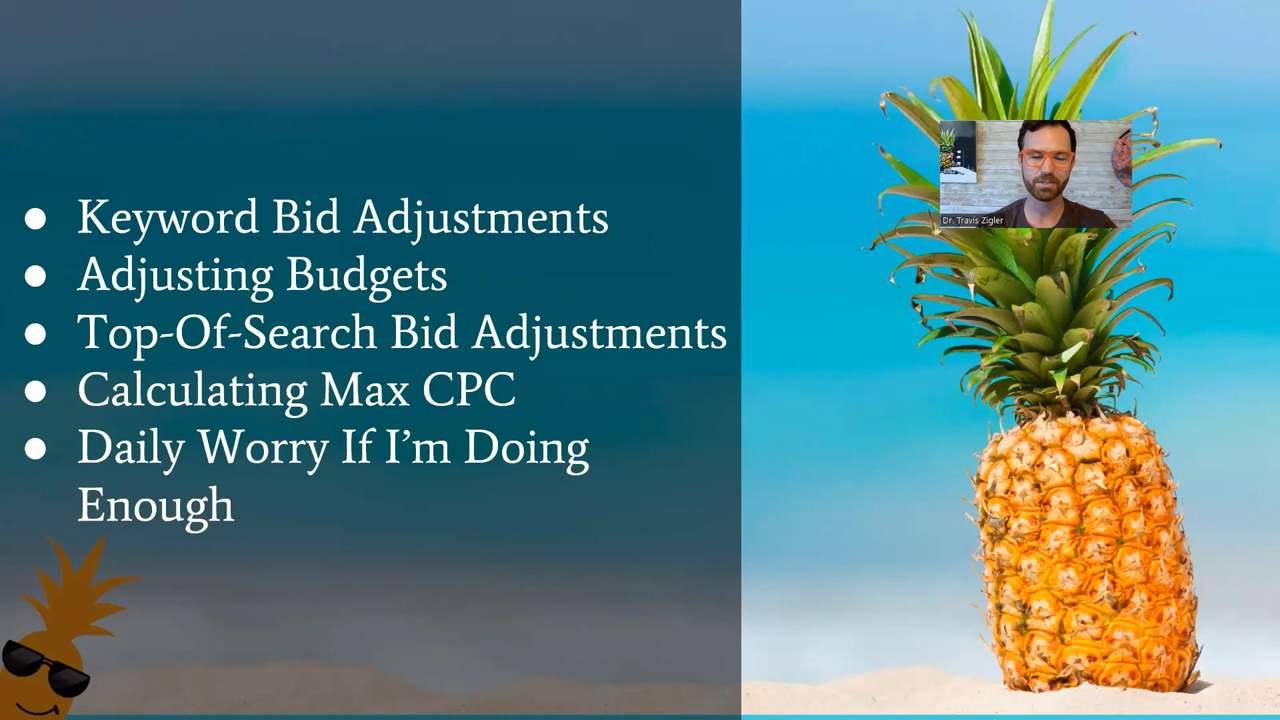 Keyword Bid Adjustments
Adjusting Budgets
Top-Of-Search Bid Adjustments
Calculating Max CPC
Daily Worry If I’m Doing
Enough
Dr. Travis Zigler